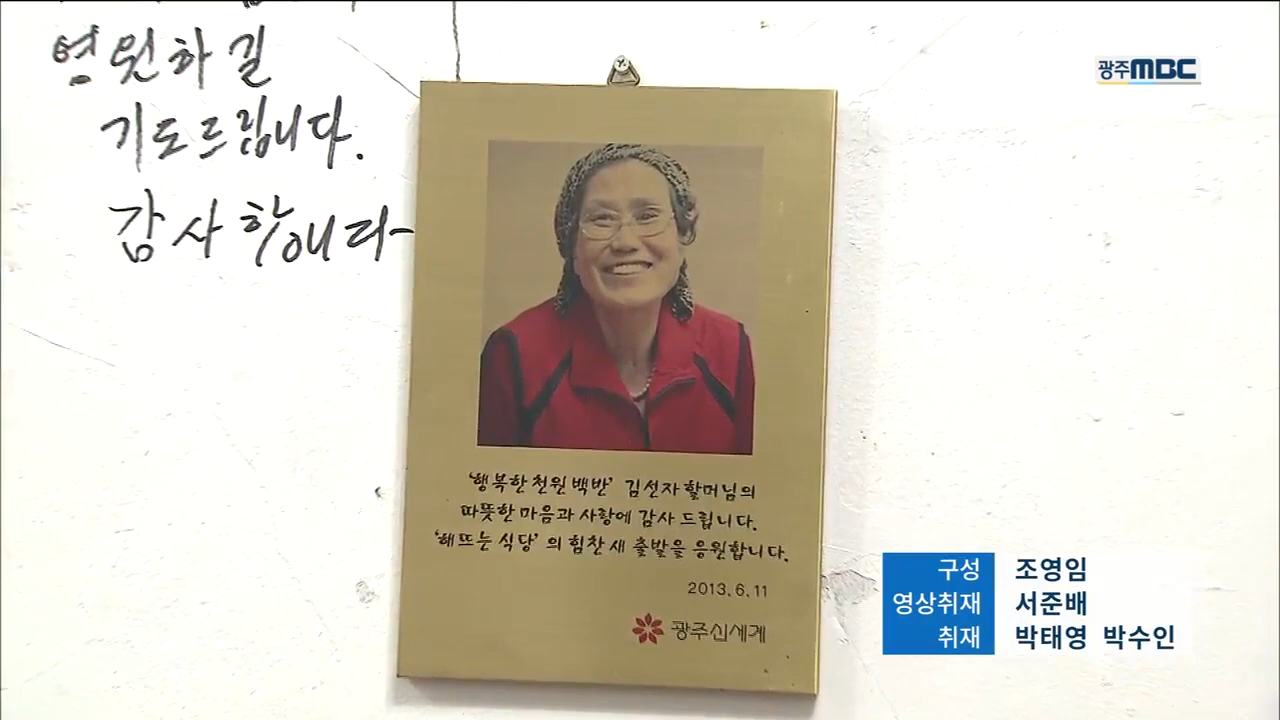 영원하길
기도드립니다.
감사합니다
광주MBC
'행복한 천원 백반' 김선자 할머님의
따뜻한 마음과 사랑에 감사 드립니다.
'해 뜨는 식당' 의 힘찬 새 출발을 응원합니다.
2013. 6. 11
광주신세계
구성 조영임
영상취재 서준배
취재 박태영 박수인